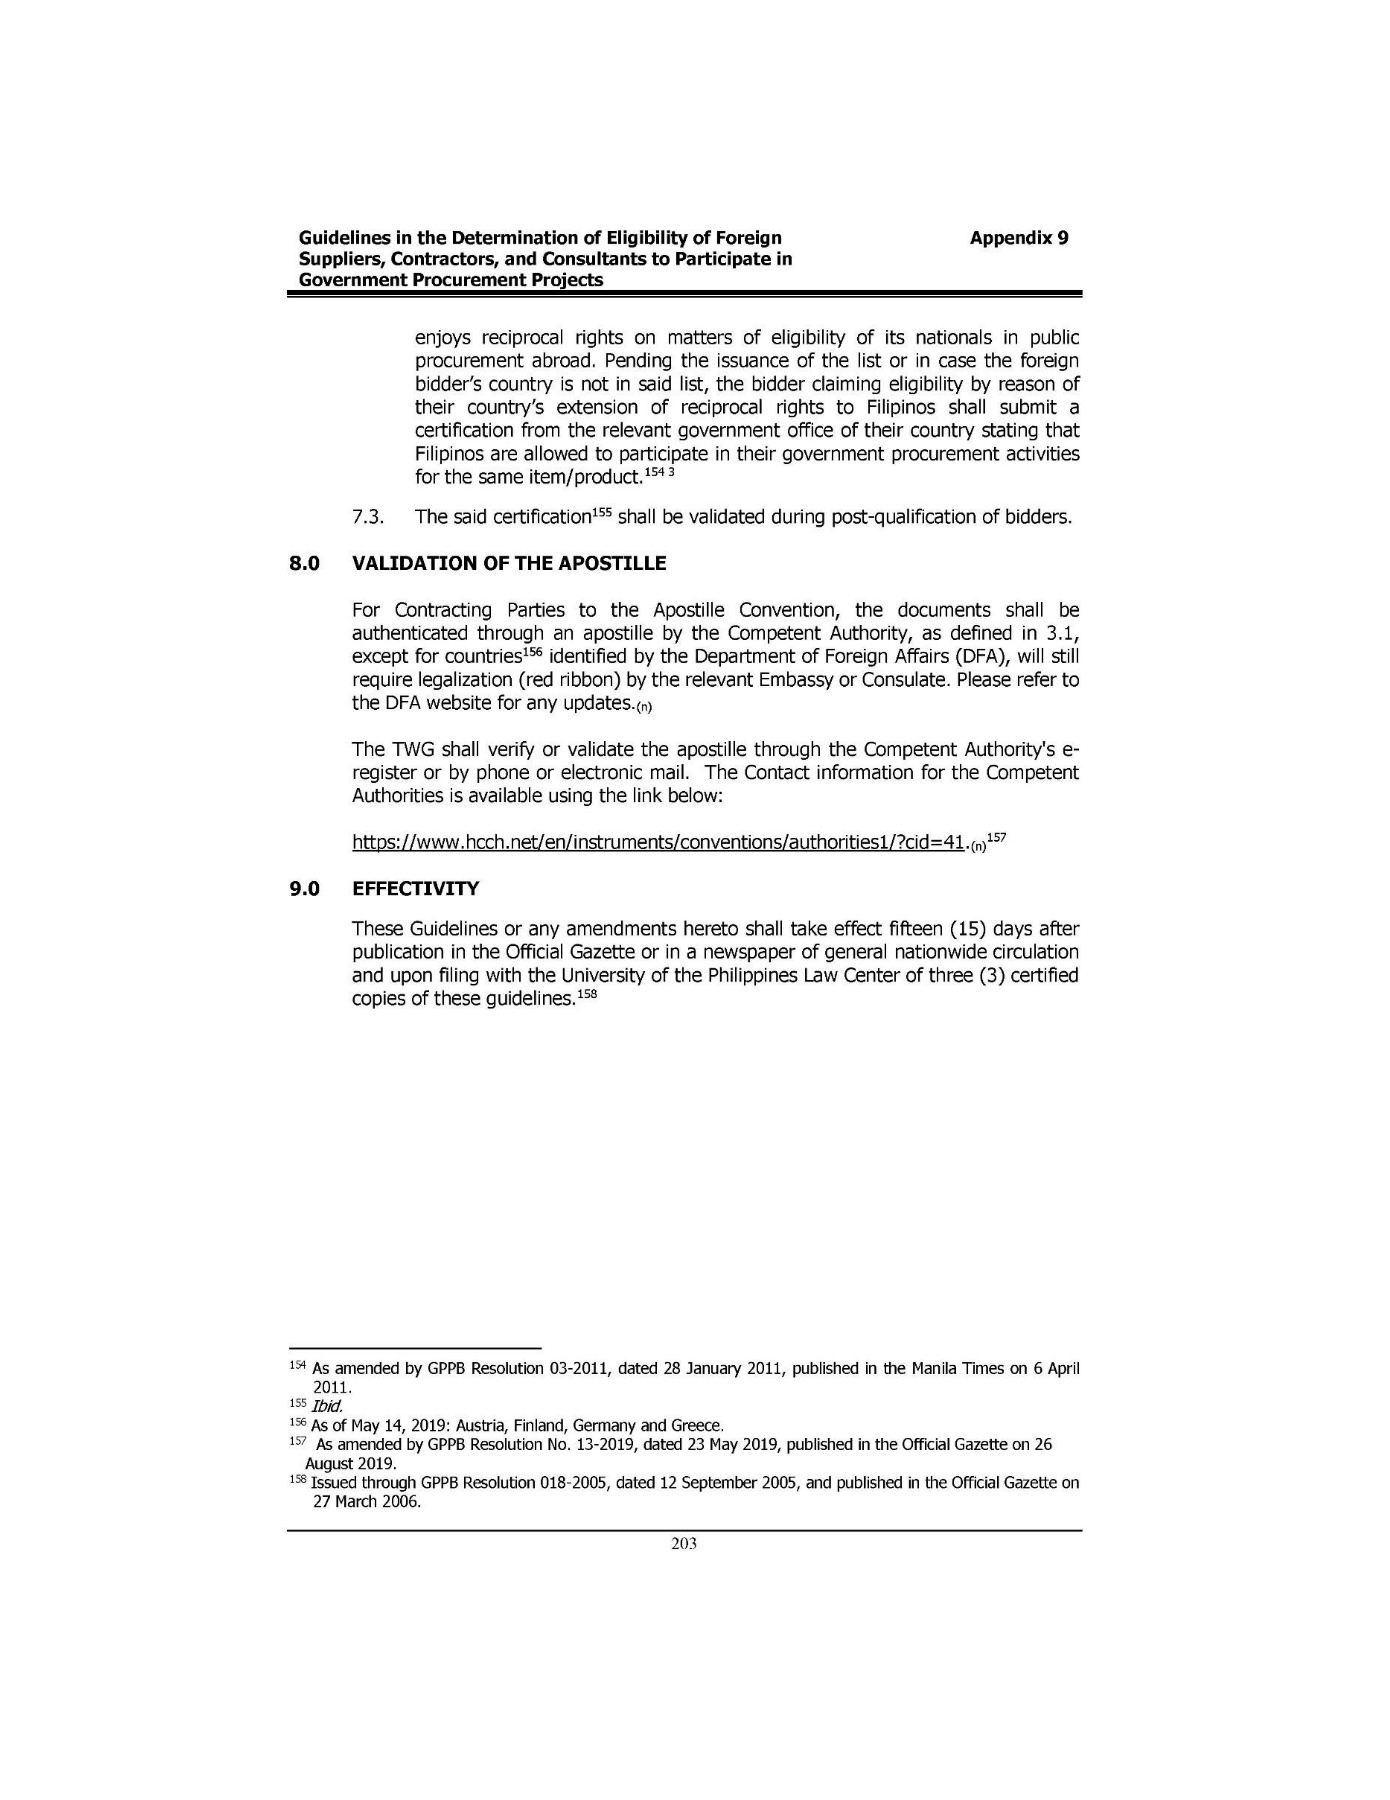 Guidelines in the Determination of Eligibility of Foreign Appendix 9
Suppliers, Contractors, and Consultants to Participate in
Government Procurement Projects
enjoys reciprocal rights on matters of eligibility of its nationals in public
procurement abroad. Pending the issuance of the list or in case the foreign
bidder’s country is not in said list, the bidder claiming eligibility by reason of
their country’s extension of reciprocal rights to Filipinos shall submit a
certification from the relevant government office of their country stating that
Filipinos are allowed to participate in their government procurement activities
for the same item/product.154 3
7.3. The said certification155 shall be validated during post-qualification of bidders.
8.0 VALIDATION OF THE APOSTILLE
For Contracting Parties to the Apostille Convention, the documents shall be
authenticated through an apostille by the Competent Authority, as defined in 3.1,
except for countries156 identified by the Department of Foreign Affairs (DFA), will still
require legalization (red ribbon) by the relevant Embassy or Consulate. Please refer to
the DFA website for any updates.(n)
The TWG shall verify or validate the apostille through the Competent Authority's e-
register or by phone or electronic mail. The Contact information for the Competent
Authorities is available using the link below:
https://www.hcch.net/en/instruments/conventions/authorities1/?cid=41.(n)157
9.0 EFFECTIVITY
These Guidelines or any amendments hereto shall take effect fifteen (15) days after
publication in the Official Gazette or in a newspaper of general nationwide circulation
and upon filing with the University of the Philippines Law Center of three (3) certified
copies of these guidelines.158
154 As amended by GPPB Resolution 03-2011, dated 28 January 2011, published in the Manila Times on 6 April
2011.
155 Ibid.
156 As of May 14, 2019: Austria, Finland, Germany and Greece.
157 As amended by GPPB Resolution No. 13-2019, dated 23 May 2019, published in the Official Gazette on 26
August 2019.
158 Issued through GPPB Resolution 018-2005, dated 12 September 2005, and published in the Official Gazette on
27 March 2006.
203